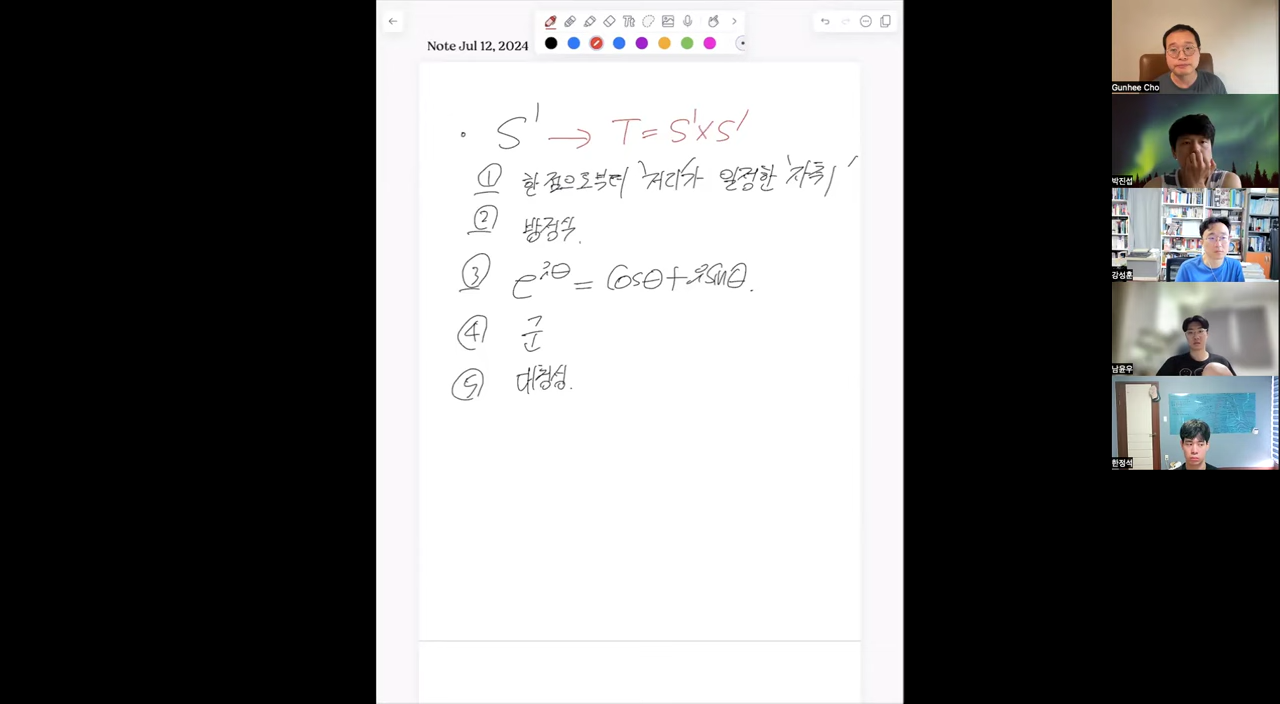 Note Jul 12, 2024
Tt
· S¹ → T = S¹×S¹
① 한 점으로부터 '거리'가 일정한 '자취'
② 방정식.
③ e^{iθ} = cosθ + i sinθ.
④ 군
⑤ 대칭성.
Gunhee Cho
박진섭
강성훈
남윤우
한정석